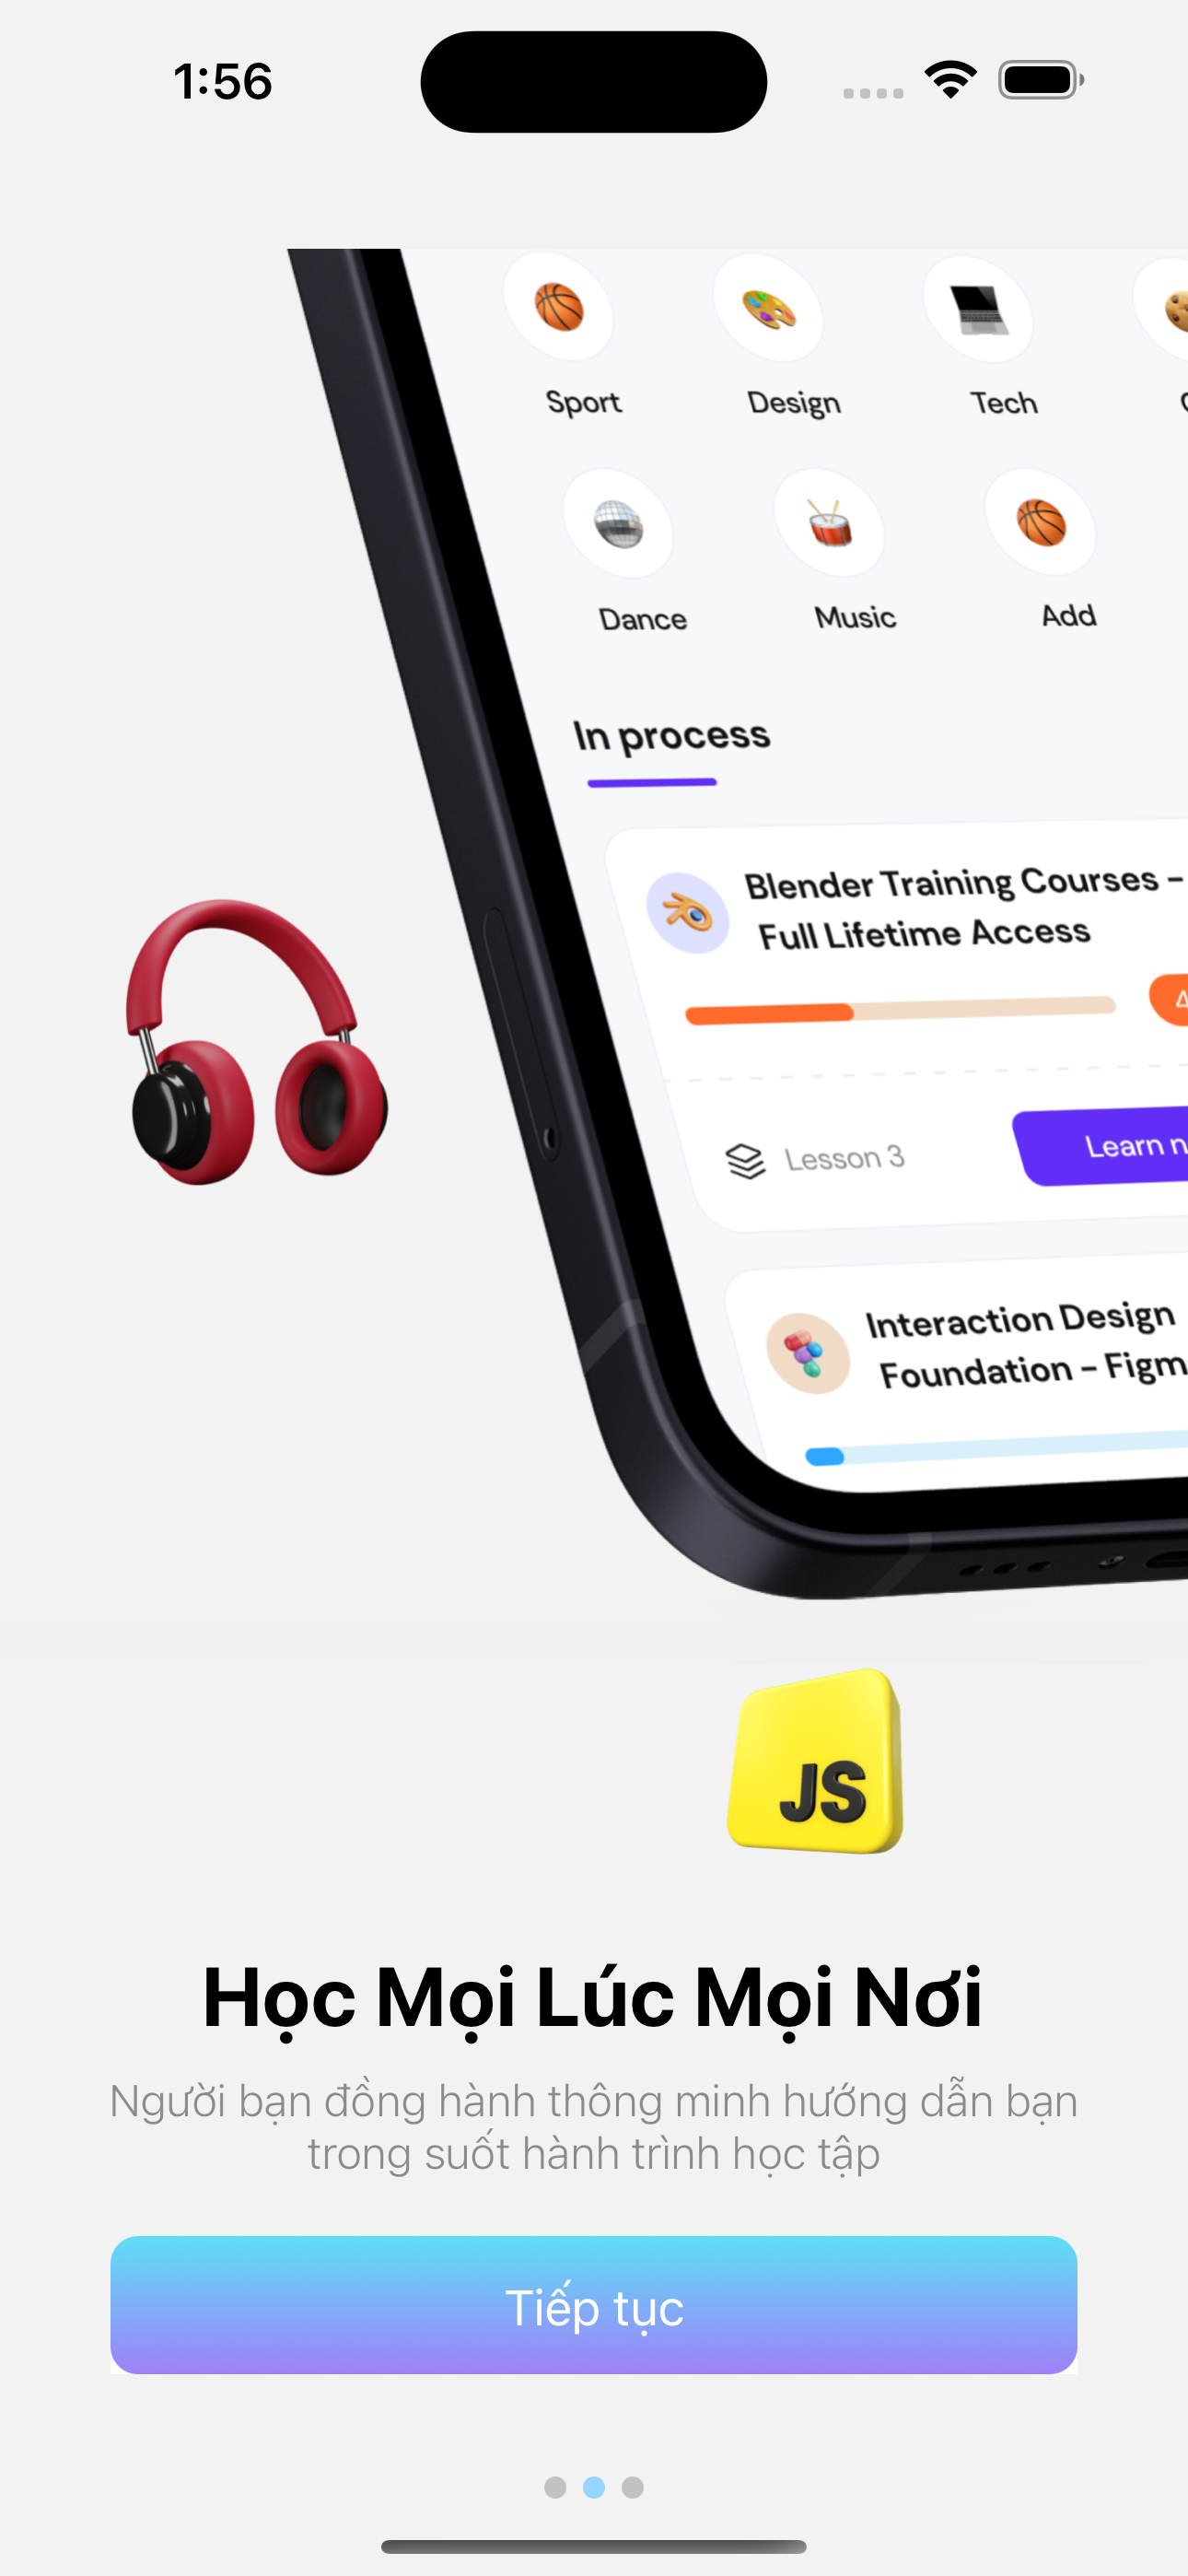 1:56
Sport Design Tech
Dance Music Add
In process
Blender Training Courses –
Full Lifetime Access
Lesson 3
Learn n
Interaction Design
Foundation – Figm
JS
Học Mọi Lúc Mọi Nơi
Người bạn đồng hành thông minh hướng dẫn bạn
trong suốt hành trình học tập
Tiếp tục